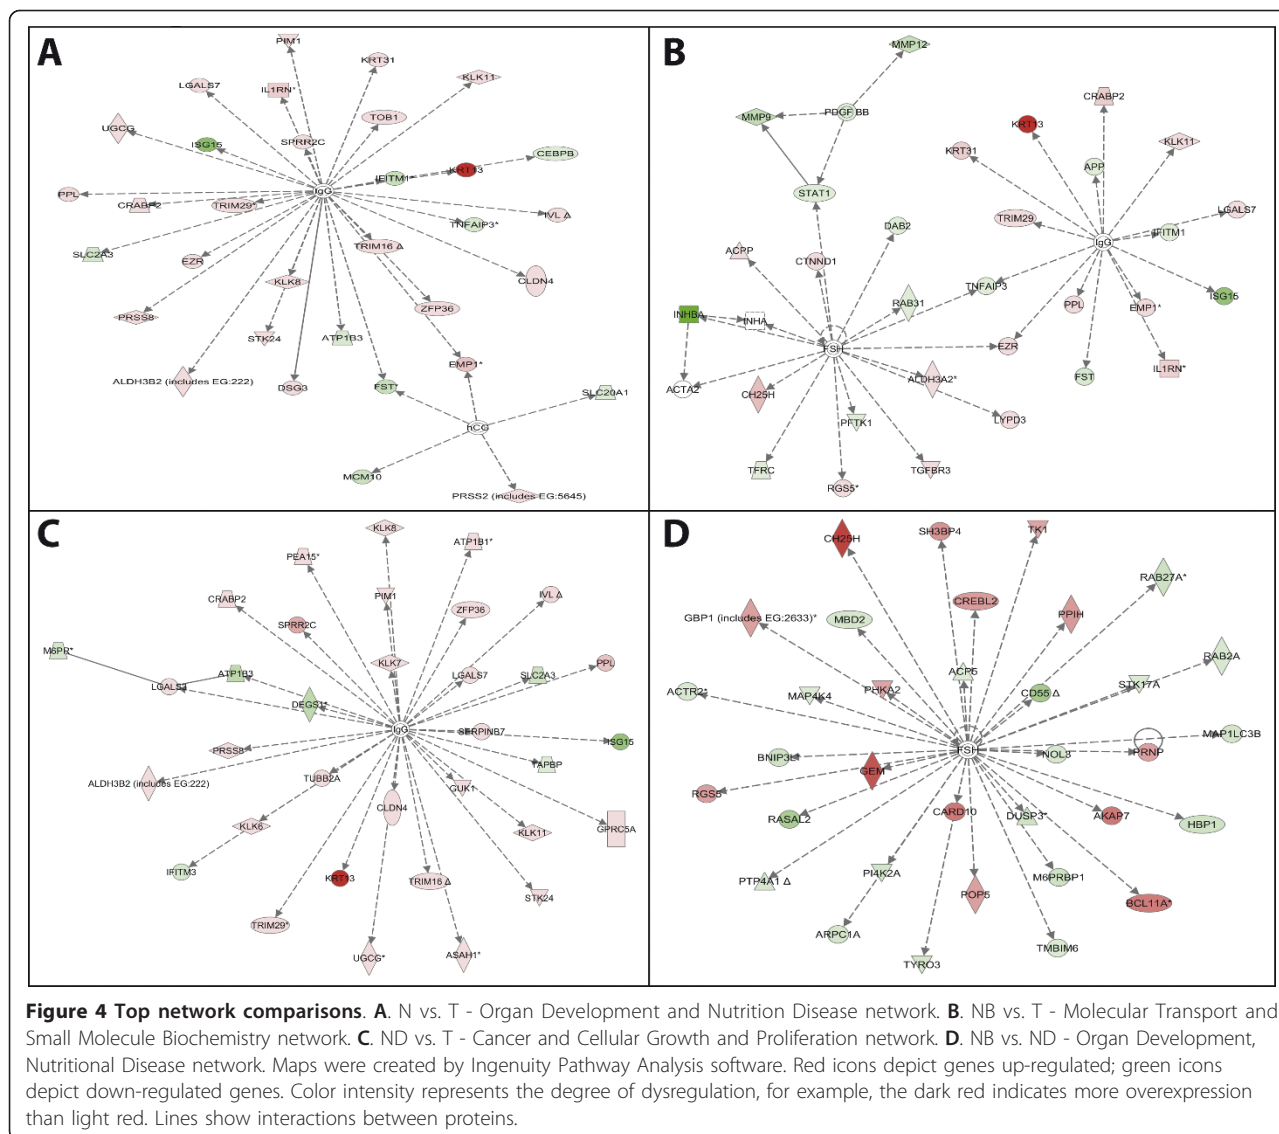 A
PIM1
KRT31
KLK11
LGALS7
IL1RN*
TOB1
UGCG
ISG15
SPRR2C
CEBPB
IFITM1*
KRT13
IgG
PPL
CRABP2
TRIM29*
IVL Δ
TNFAIP3*
TRIM16 Δ
SLC2A3
EZR
KLK8
CLDN4
ZFP36
PRSS8
STK24
ATP1B3
EMP1*
ALDH3B2 (includes EG:222)
DSG3
FST*
SLC20A1
hCG
MCM10
PRSS2 (includes EG:5645)
B
MMP12
MMP9
PDGF BB
CRABP2
KRT13
KRT31
KLK11
APP
STAT1
LGALS7
TRIM29
IFITM1
DAB2
IgG
ACPP
CTNND1
TNFAIP3
RAB31
ISG15
PPL
EMP1*
INHBA
INHA
FSH
EZR
IL1RN*
FST
ACTA2
CH25H
ALDH3A2*
LYPD3
PFTK1
TFRC
TGFBR3
RGS5*
C
KLK8
ATP1B1*
PEA15*
CRABP2
PIM1
IVL Δ
ZFP36
SPRR2C
M6PR*
KLK7
PPL
LGALS3
ATP1B3
LGALS7
SLC2A3
DEGS1*
IgG
SERPINB7
ISG15
PRSS8
TAPBP
ALDH3B2 (includes EG:222)
TUBB2A
GUK1
CLDN4
KLK6
KLK11
GPRC5A
IFITM3
KRT13
TRIM16 Δ
STK24
TRIM29*
UGCG*
ASAH1*
D
CH25H
SH3BP4
TK1
RAB27A*
CREBL2
GBP1 (includes EG:2633)*
MBD2
PPIH
RAB2A
ACP5
ACTR2*
MAP4K4
PHKA2
CD55 Δ
STK17A
MAP1LC3B
BNIP3L
FSH
NOL3
PRNP
GEM
RGS5
RASAL2
CARD10
DUSP3*
AKAP7
HBP1
PTP4A1 Δ
PI4K2A
M6PRBP1
POP5
BCL11A*
ARPC1A
TMBIM6
TYRO3
Figure 4 Top network comparisons. A. N vs. T - Organ Development and Nutrition Disease network. B. NB vs. T - Molecular Transport and
Small Molecule Biochemistry network. C. ND vs. T - Cancer and Cellular Growth and Proliferation network. D. NB vs. ND - Organ Development,
Nutritional Disease network. Maps were created by Ingenuity Pathway Analysis software. Red icons depict genes up-regulated; green icons
depict down-regulated genes. Color intensity represents the degree of dysregulation, for example, the dark red indicates more overexpression
than light red. Lines show interactions between proteins.